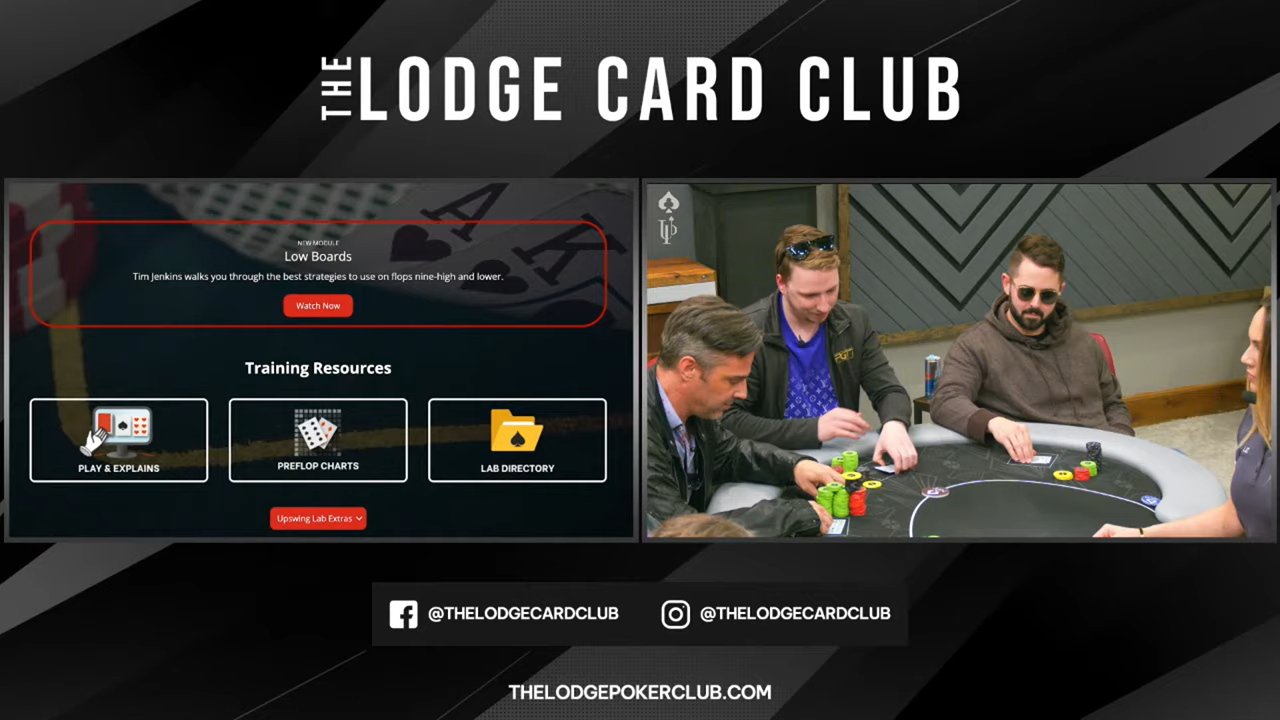 THE LODGE CARD CLUB
NEW MODULE
Low Boards
Tim Jenkins walks you through the best strategies to use on flops nine-high and lower.
Watch Now
Training Resources
PLAY & EXPLAINS
PREFLOP CHARTS
LAB DIRECTORY
Upswing Lab Extras
A
K
UP
PGT
@THELODGECARDCLUB
@THELODGECARDCLUB
THELODGEPOKERCLUB.COM